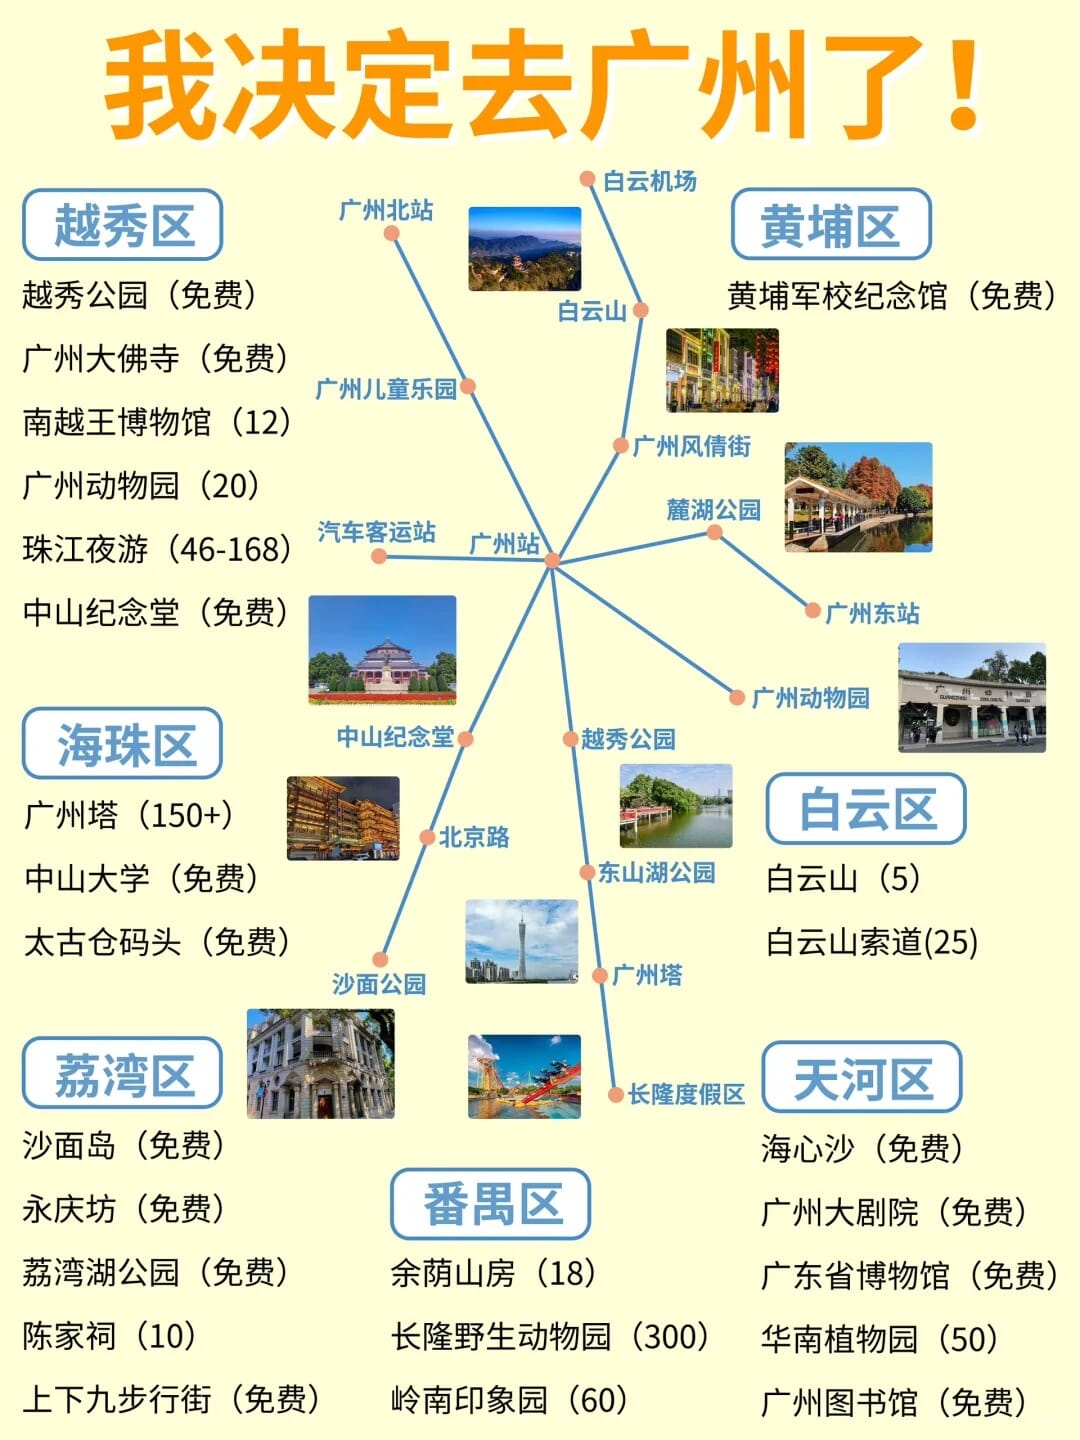 我决定去广州了!
越秀区
越秀公园（免费）
广州大佛寺（免费）
南越王博物馆（12）
广州动物园（20）
珠江夜游（46-168）
中山纪念堂（免费）
海珠区
广州塔（150+）
中山大学（免费）
太古仓码头（免费）
荔湾区
沙面岛（免费）
永庆坊（免费）
荔湾湖公园（免费）
陈家祠（10）
上下九步行街（免费）
白云机场
广州北站
白云山
广州儿童乐园
广州风倩街
麓湖公园
汽车客运站
广州站
广州东站
广州动物园
中山纪念堂
越秀公园
北京路
东山湖公园
广州塔
沙面公园
长隆度假区
番禺区
余荫山房（18）
长隆野生动物园（300）
岭南印象园（60）
黄埔区
黄埔军校纪念馆（免费）
广州动物园
白云区
白云山（5）
白云山索道(25)
天河区
海心沙（免费）
广州大剧院（免费）
广东省博物馆（免费）
华南植物园（50）
广州图书馆（免费）